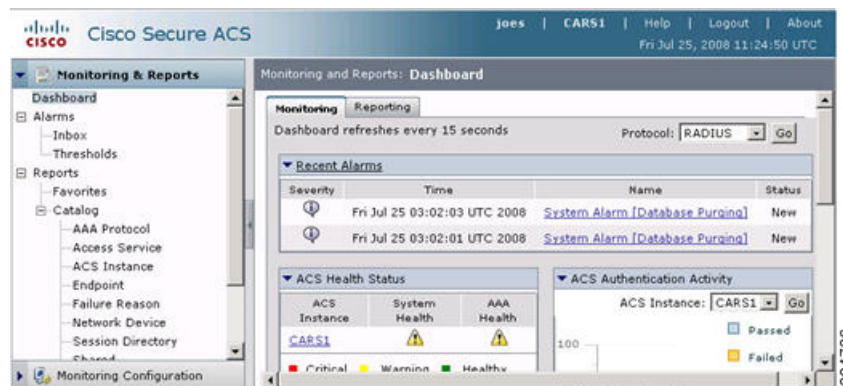 CISCO Cisco Secure ACS
joes | CARS1 | Help | Logout | About
Fri Jul 25, 2008 11:24:50 UTC
Monitoring & Reports
Dashboard
Alarms
Inbox
Thresholds
Reports
Favorites
Catalog
AAA Protocol
Access Service
ACS Instance
Endpoint
Failure Reason
Network Device
Session Directory
Shared
Monitoring Configuration
Monitoring and Reports: Dashboard
Monitoring Reporting
Dashboard refreshes every 15 seconds
Protocol: RADIUS Go
Recent Alarms
Severity Time Name Status
Fri Jul 25 03:02:03 UTC 2008 System Alarm [Database Purging] New
Fri Jul 25 03:02:01 UTC 2008 System Alarm [Database Purging] New
ACS Health Status
ACS Instance System Health AAA Health
CARS1
Critical Warning Healthy
ACS Authentication Activity
ACS Instance: CARS1 Go
100
Passed
Failed